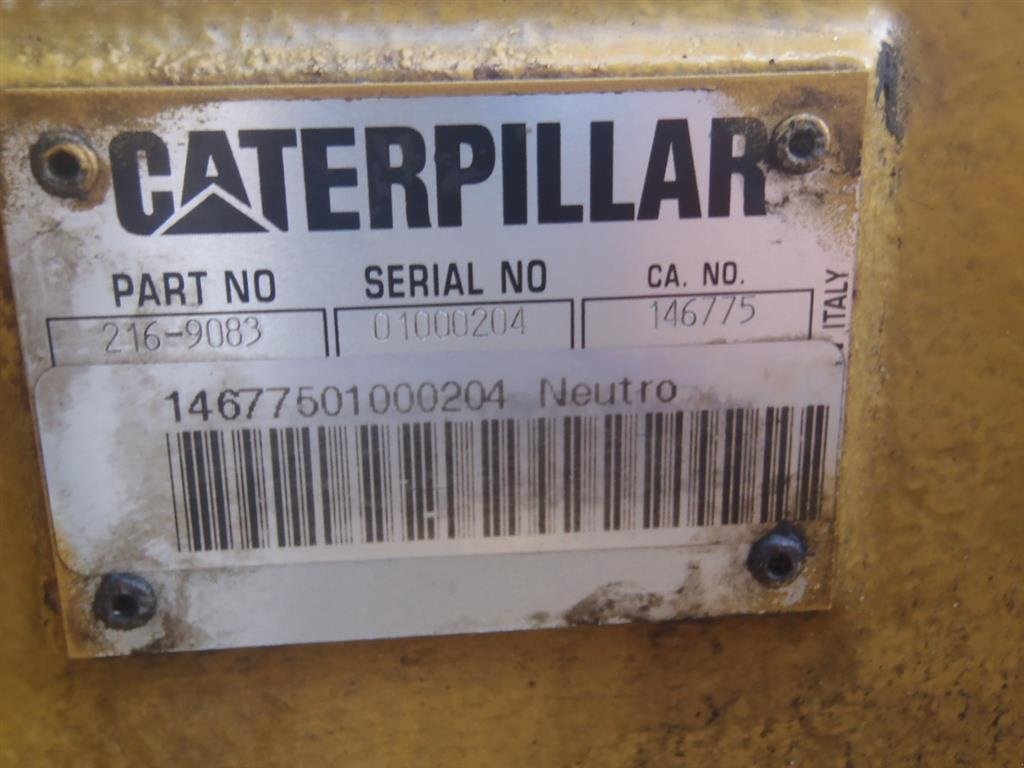 CATERPILLAR
PART NO SERIAL NO CA. NO.
216-9083 01000204 146775
ITALY
14677501000204 Neutro